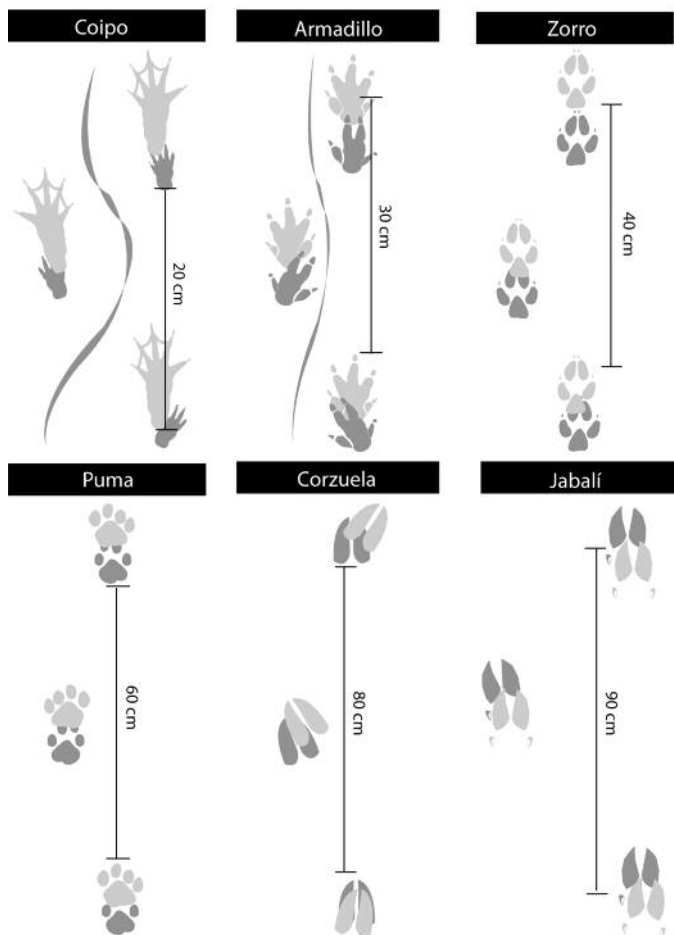 Coipo
Armadillo
Zorro
20 cm
30 cm
40 cm
Puma
Corzuela
Jabalí
60 cm
80 cm
90 cm